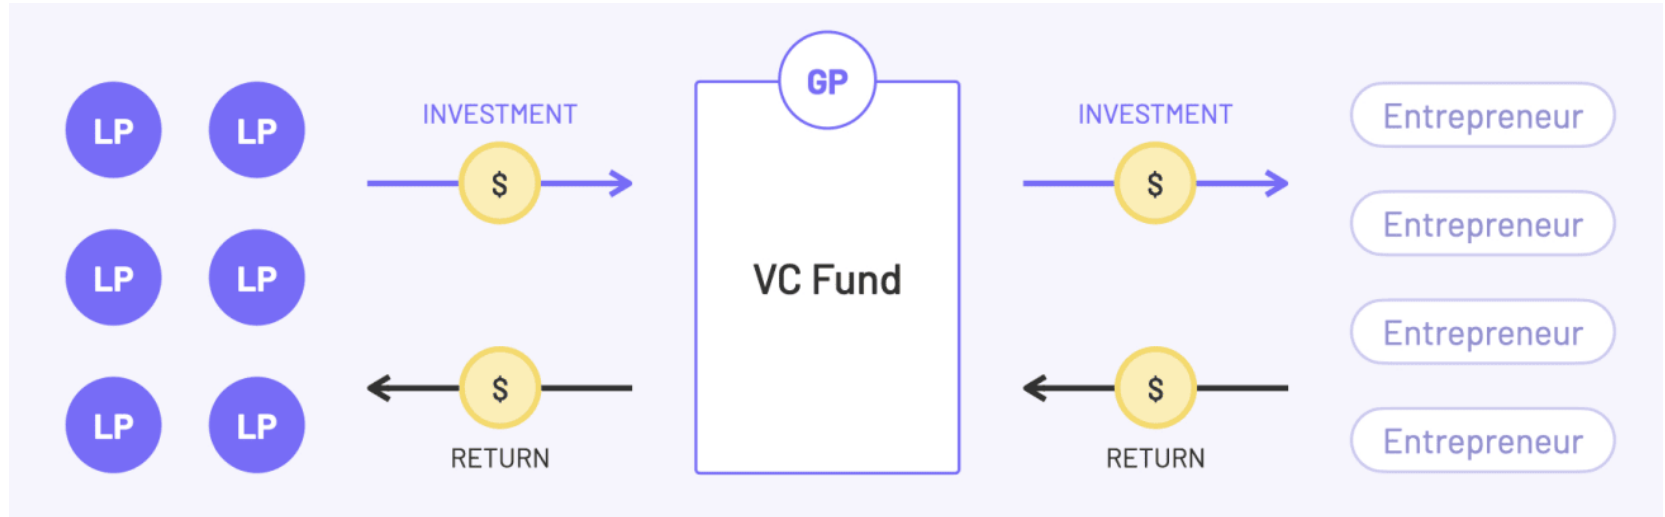 GP
LP LP
INVESTMENT
INVESTMENT
Entrepreneur
$
$
Entrepreneur
LP LP
VC Fund
Entrepreneur
$
$
LP LP
Entrepreneur
RETURN
RETURN